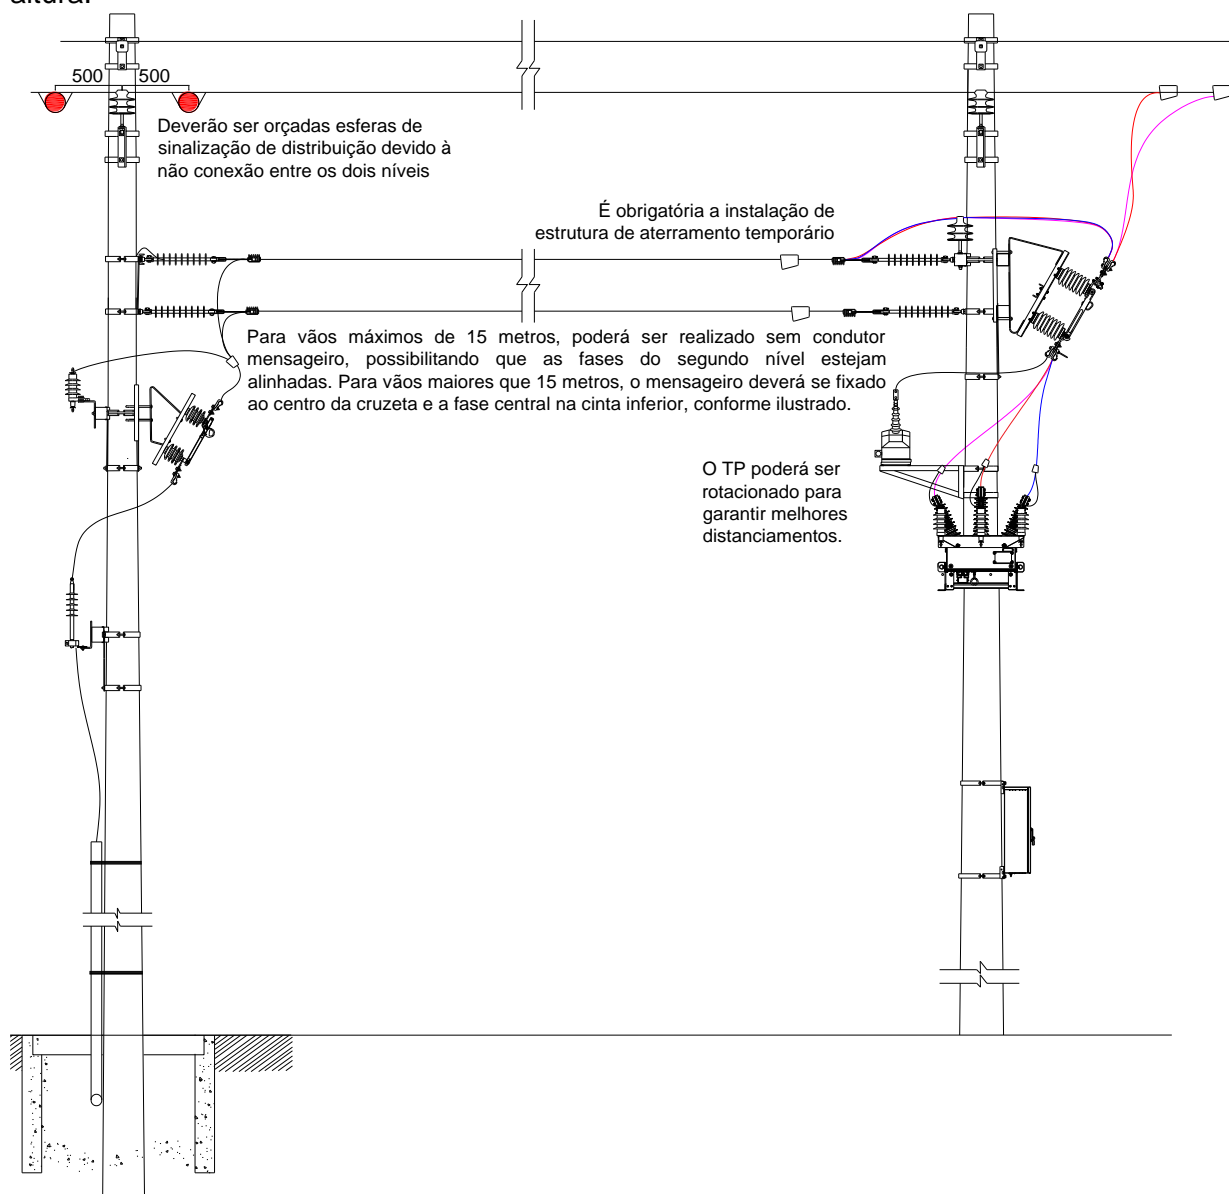 altura.
500 500
Deverão ser orçadas esferas de
sinalização de distribuição devido à
não conexão entre os dois níveis
É obrigatória a instalação de
estrutura de aterramento temporário
Para vãos máximos de 15 metros, poderá ser realizado sem condutor
mensageiro, possibilitando que as fases do segundo nível estejam
alinhadas. Para vãos maiores que 15 metros, o mensageiro deverá se fixado
ao centro da cruzeta e a fase central na cinta inferior, conforme ilustrado.
O TP poderá ser
rotacionado para
garantir melhores
distanciamentos.